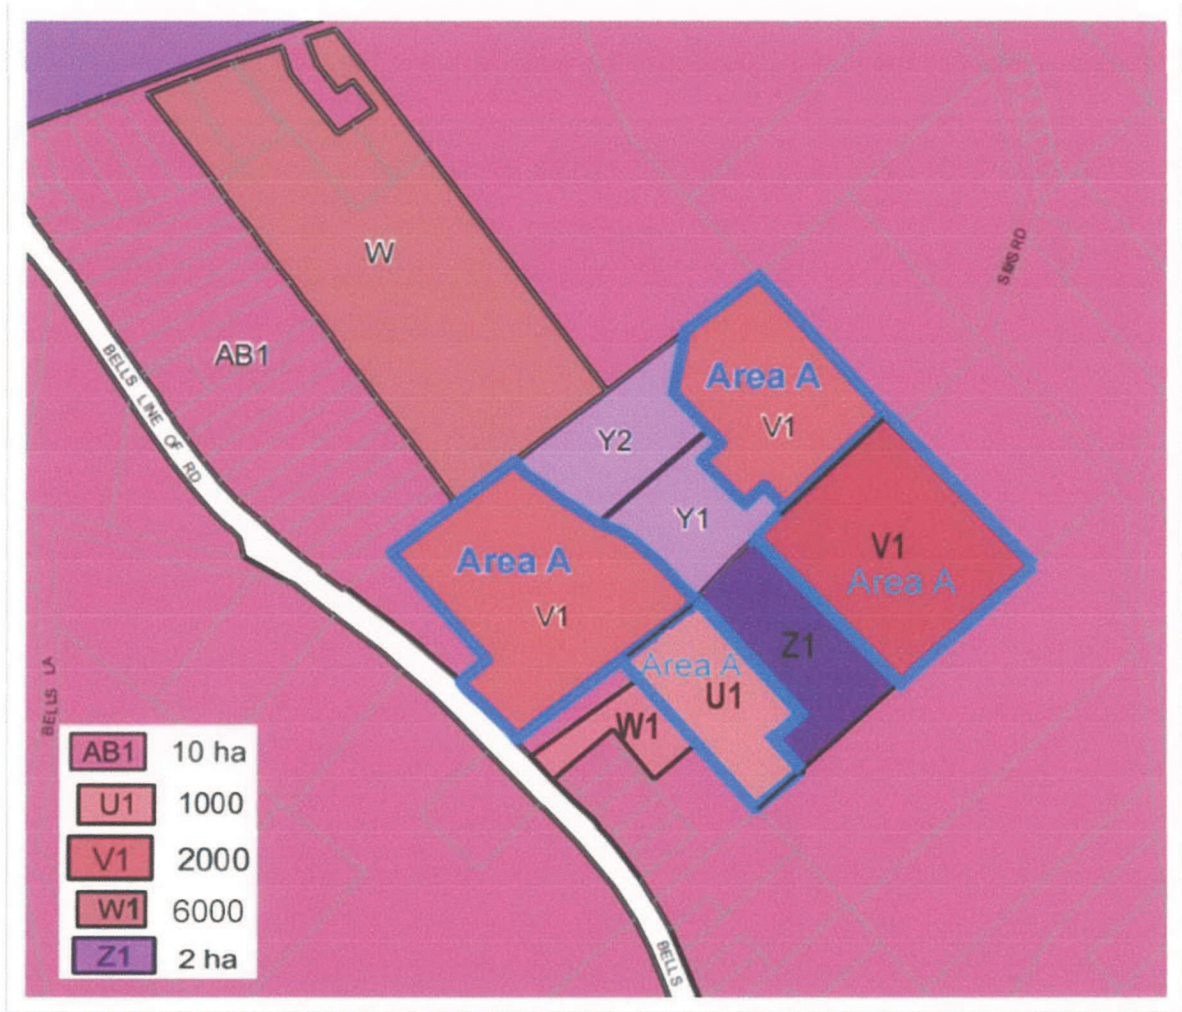 W
SIMS RD
AB1
BELLS LINE OF RD
Area A
V1
Y2
Y1
Area A
V1
V1
Area A
Z1
Area A
U1
W1
BELLS LA
BELLS
AB1 10 ha
U1 1000
V1 2000
W1 6000
Z1 2 ha